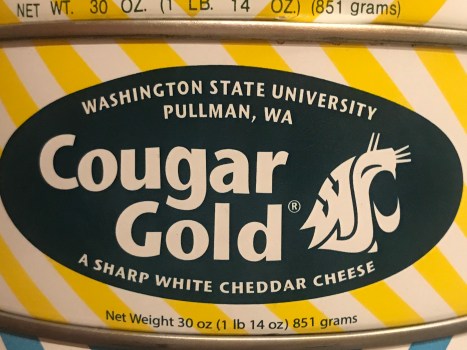 NET WT. 30 OZ. (1 LB. 14 OZ.) (851 grams)
WASHINGTON STATE UNIVERSITY
PULLMAN, WA
Cougar
Gold®
WSC
A SHARP WHITE CHEDDAR CHEESE
Net Weight 30 oz (1 lb 14 oz) 851 grams